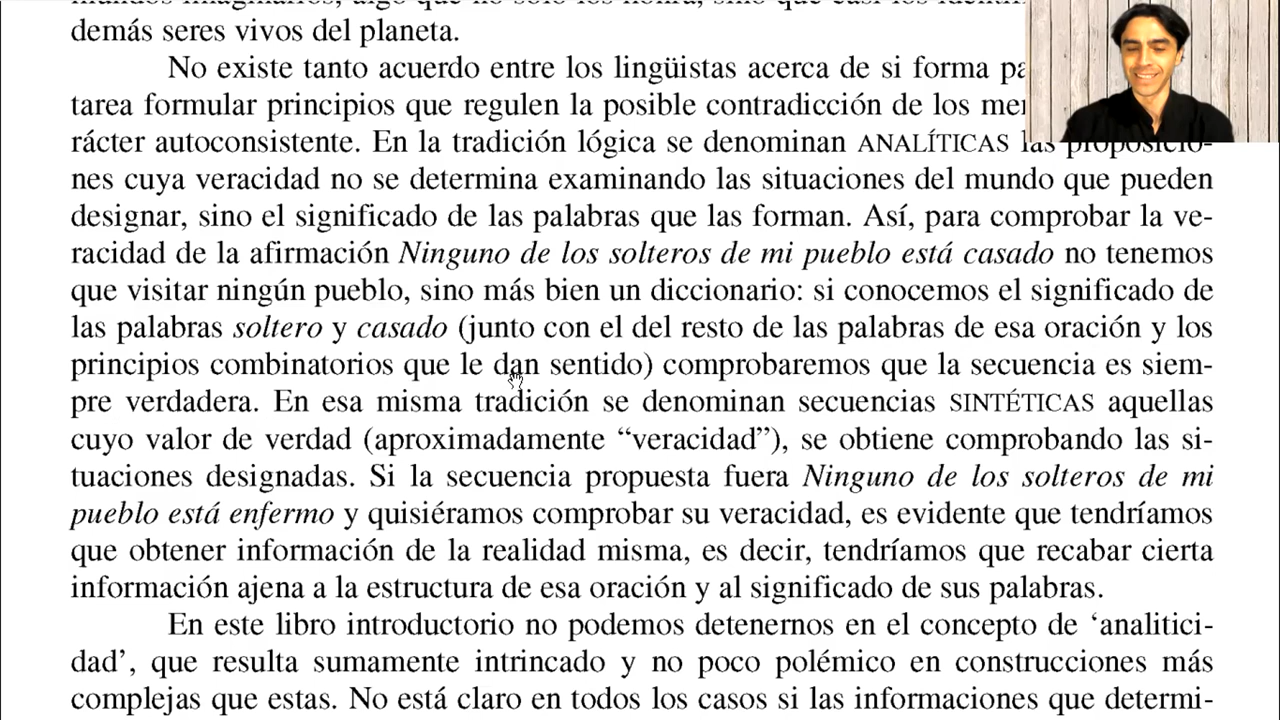 demás seres vivos del planeta.
No existe tanto acuerdo entre los lingüistas acerca de si forma
tarea formular principios que regulen la posible contradicción de los
rácter autoconsistente. En la tradición lógica se denominan ANALÍTICAS las proposicio-
nes cuya veracidad no se determina examinando las situaciones del mundo que pueden
designar, sino el significado de las palabras que las forman. Así, para comprobar la ve-
racidad de la afirmación Ninguno de los solteros de mi pueblo está casado no tenemos
que visitar ningún pueblo, sino más bien un diccionario: si conocemos el significado de
las palabras soltero y casado (junto con el del resto de las palabras de esa oración y los
principios combinatorios que le dan sentido) comprobaremos que la secuencia es siem-
pre verdadera. En esa misma tradición se denominan secuencias SINTÉTICAS aquellas
cuyo valor de verdad (aproximadamente “veracidad”), se obtiene comprobando las si-
tuaciones designadas. Si la secuencia propuesta fuera Ninguno de los solteros de mi
pueblo está enfermo y quisiéramos comprobar su veracidad, es evidente que tendríamos
que obtener información de la realidad misma, es decir, tendríamos que recabar cierta
información ajena a la estructura de esa oración y al significado de sus palabras.
En este libro introductorio no podemos detenernos en el concepto de ‘analitici-
dad’, que resulta sumamente intrincado y no poco polémico en construcciones más
complejas que estas. No está claro en todos los casos si las informaciones que determi-